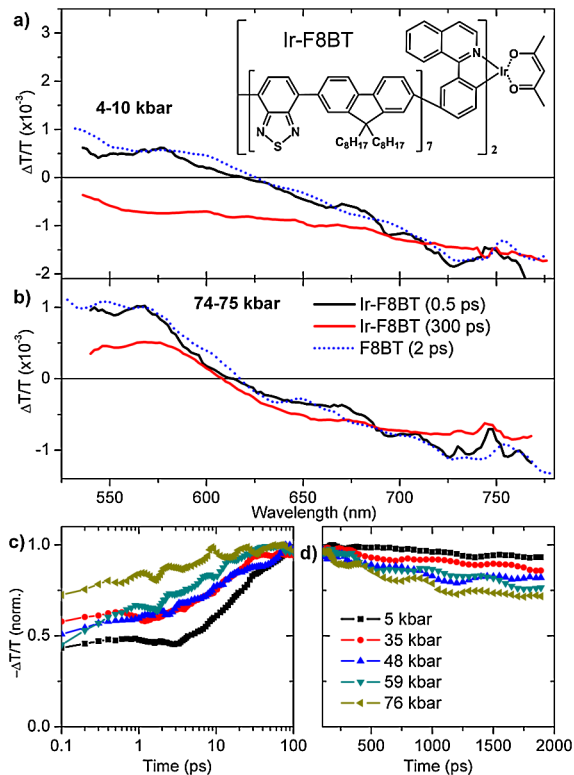 a)
Ir-F8BT
4-10 kbar
N
N
N
S
C8H17 C8H17
7
2
Ir
O
O
ΔT/T (x10-3)
3
2
1
0
-1
-2
b)
74-75 kbar
Ir-F8BT (0.5 ps)
Ir-F8BT (300 ps)
F8BT (2 ps)
ΔT/T (x10-3)
1
0
-1
550 600 650 700 750
Wavelength (nm)
c)
d)
−ΔT/T (norm.)
1.0
0.5
0.0
5 kbar
35 kbar
48 kbar
59 kbar
76 kbar
0.1 1 10 100
500 1000 1500 2000
Time (ps)
Time (ps)